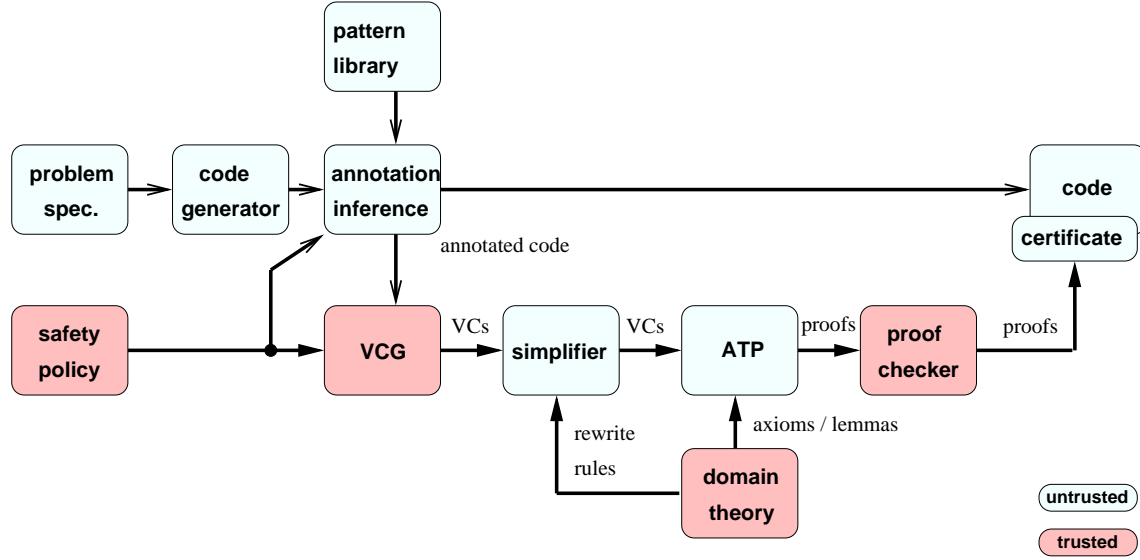 pattern
library
problem
spec.
code
generator
annotation
inference
code
certificate
annotated code
safety
policy
VCG
VCs
simplifier
VCs
ATP
proofs
proof
checker
proofs
rewrite
rules
axioms / lemmas
domain
theory
untrusted
trusted